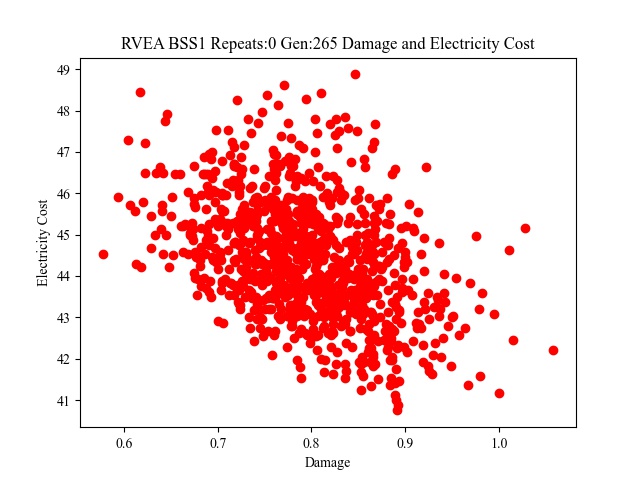 RVEA BSS1 Repeats:0 Gen:265 Damage and Electricity Cost
49
48
47
46
45
44
43
42
41
Electricity Cost
0.6 0.7 0.8 0.9 1.0
Damage